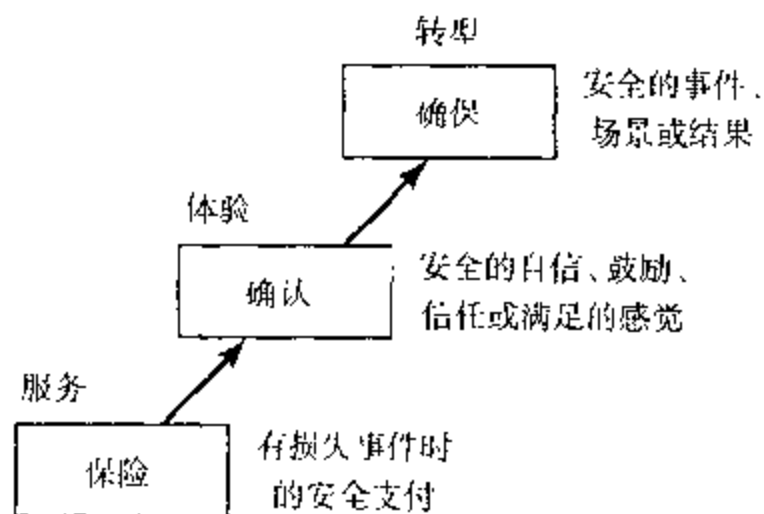 转型
确保
安全的事件、
场景或结果
体验
确认
安全的自信、鼓励、
信任或满足的感觉
服务
保险
有损失事件时
的安全支付